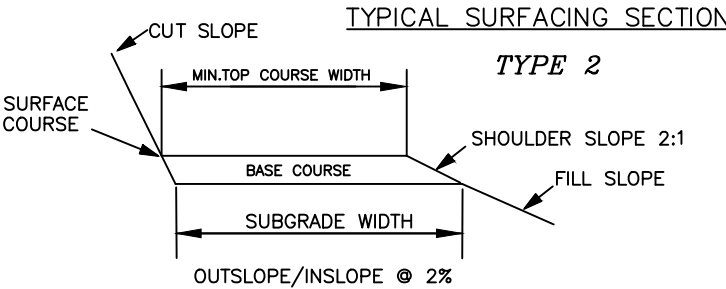 TYPICAL SURFACING SECTION
TYPE 2
CUT SLOPE
MIN.TOP COURSE WIDTH
SURFACE
COURSE
SHOULDER SLOPE 2:1
BASE COURSE
FILL SLOPE
SUBGRADE WIDTH
OUTSLOPE/INSLOPE @ 2%